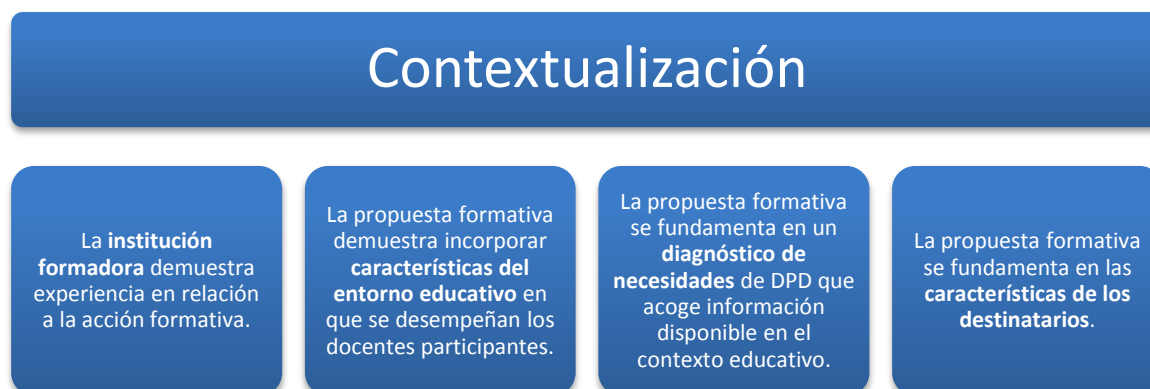 Contextualización
La institución
formadora demuestra
experiencia en relación
a la acción formativa.
La propuesta formativa
demuestra incorporar
características del
entorno educativo en
que se desempeñan los
docentes participantes.
La propuesta formativa
se fundamenta en un
diagnóstico de
necesidades de DPD que
acoge información
disponible en el
contexto educativo.
La propuesta formativa
se fundamenta en las
características de los
destinatarios.